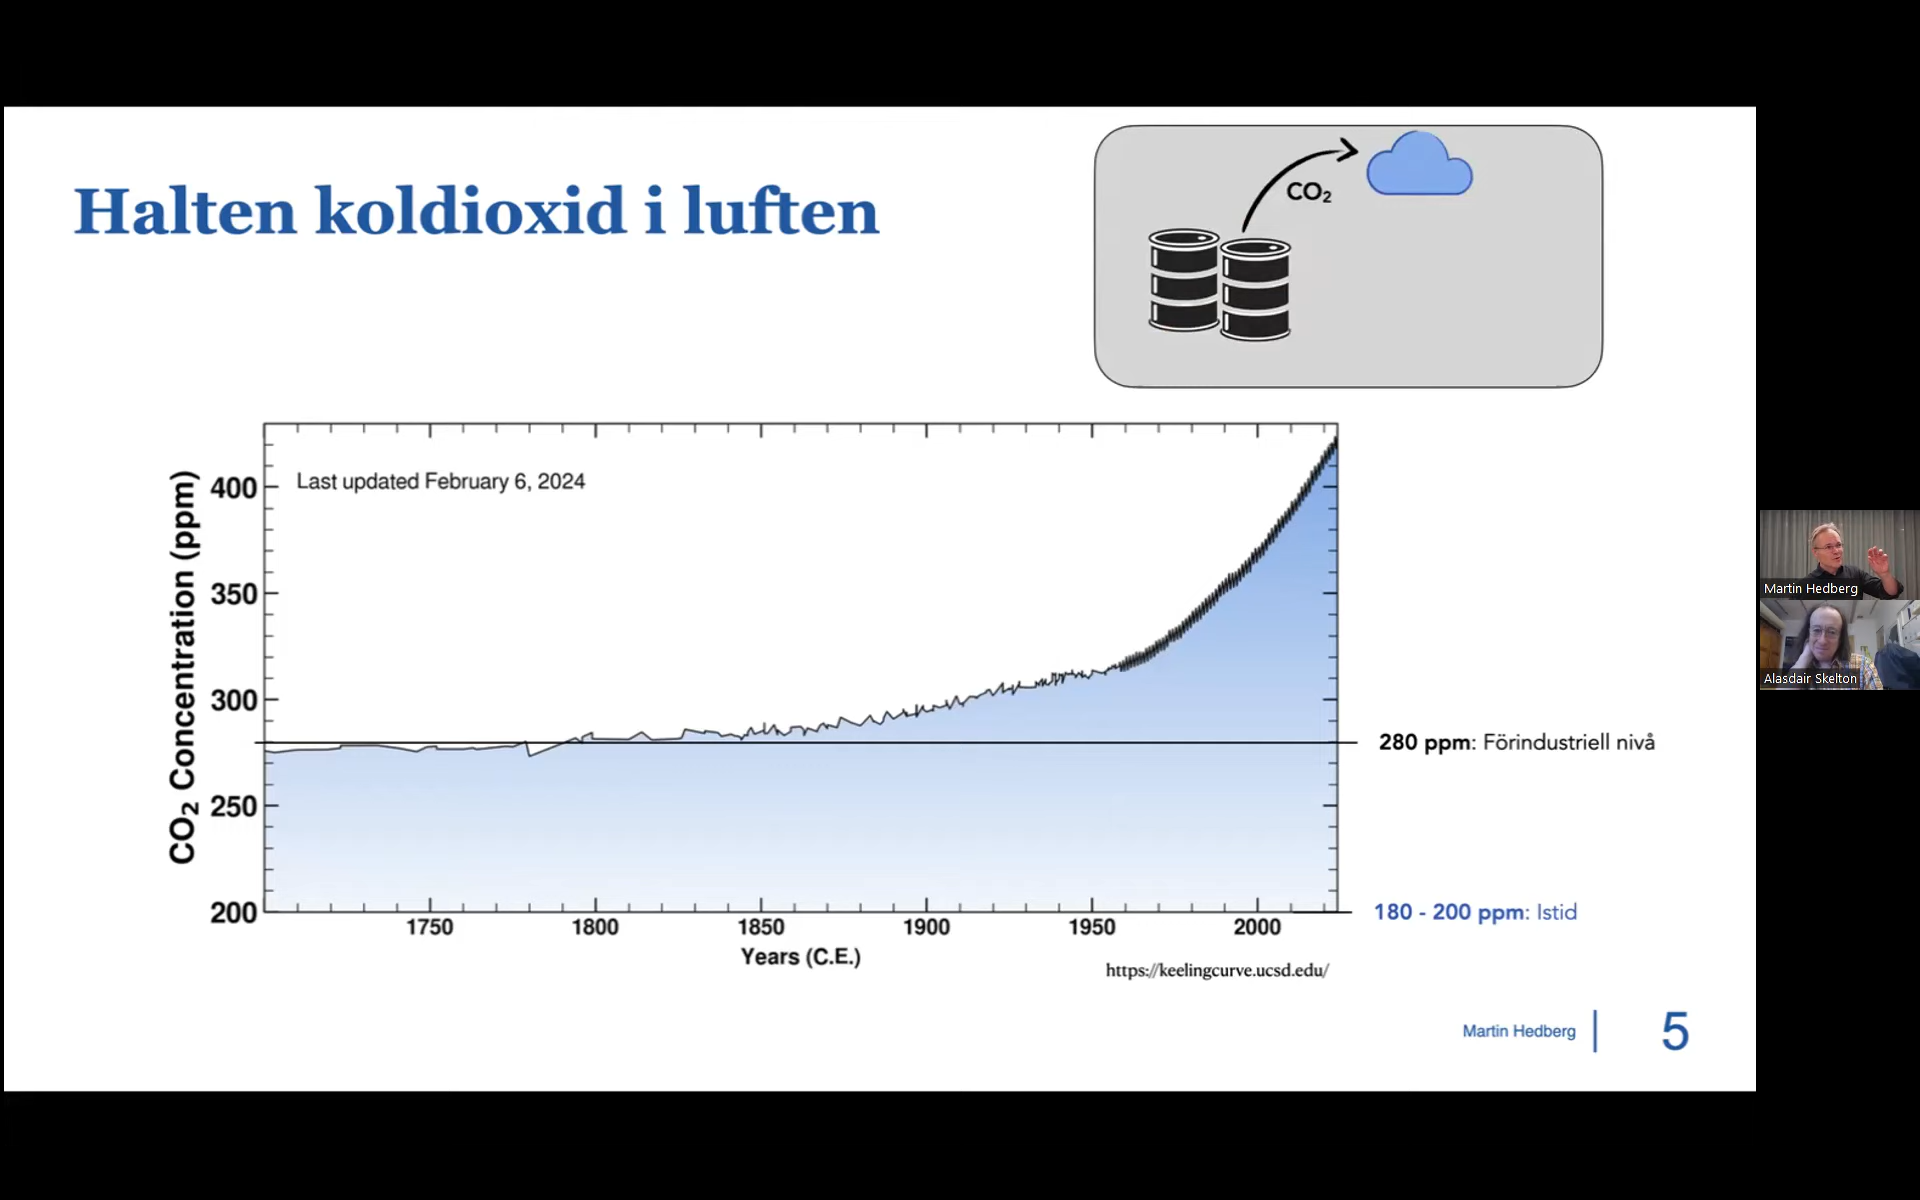 Halten koldioxid i luften
CO₂
Last updated February 6, 2024
CO₂ Concentration (ppm)
400
350
300
250
200
280 ppm: Förindustriell nivå
180 - 200 ppm: Istid
1750
1800
1850
1900
1950
2000
Years (C.E.)
https://keelingcurve.ucsd.edu/
Martin Hedberg
5
Martin Hedberg
Alasdair Skelton